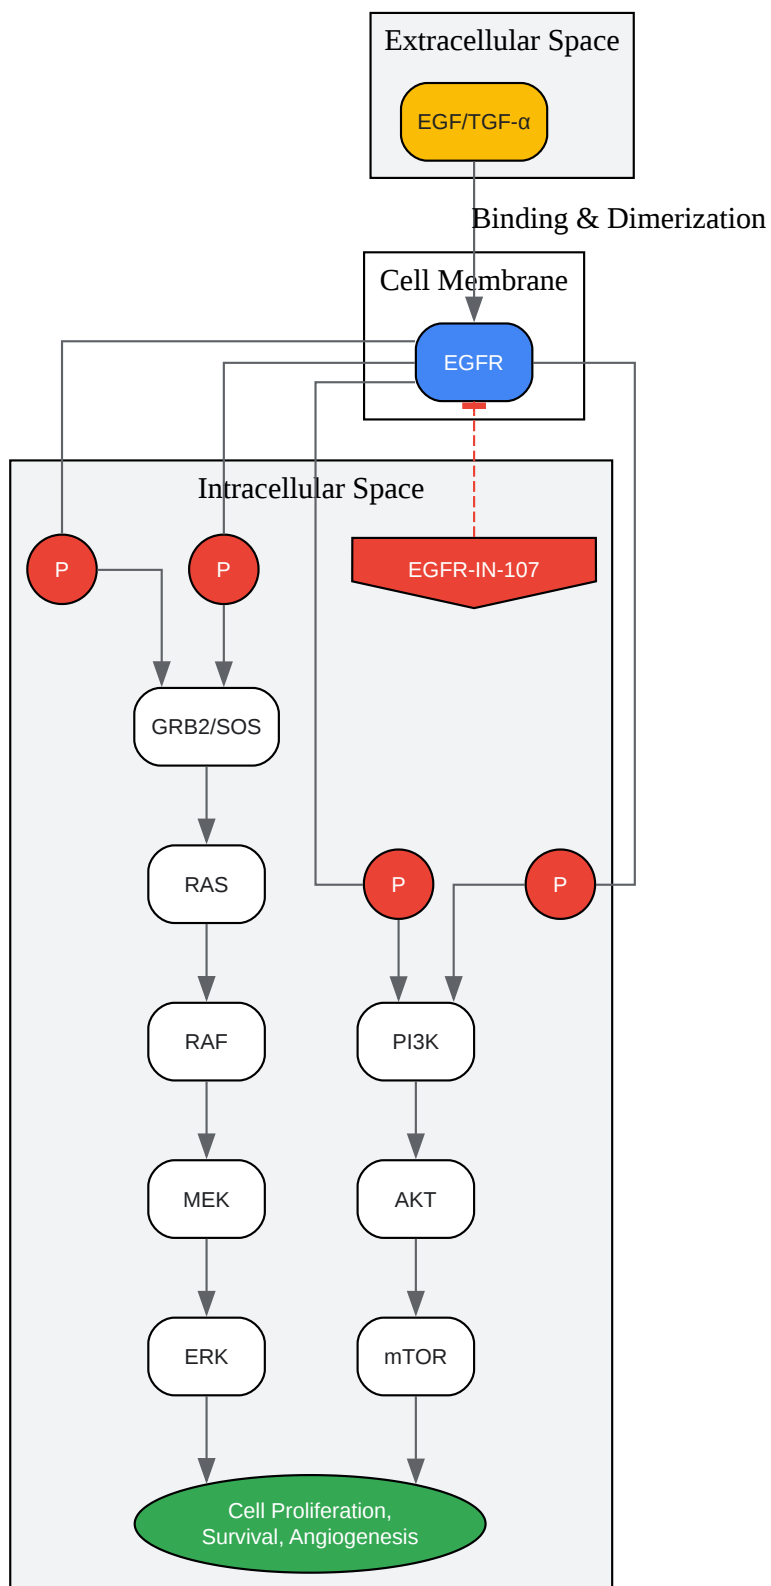 Extracellular Space
EGF/TGF-α
Binding & Dimerization
Cell Membrane
EGFR
Intracellular Space
P
P
EGFR-IN-107
GRB2/SOS
RAS
P
P
RAF
PI3K
MEK
AKT
ERK
mTOR
Cell Proliferation,
Survival, Angiogenesis